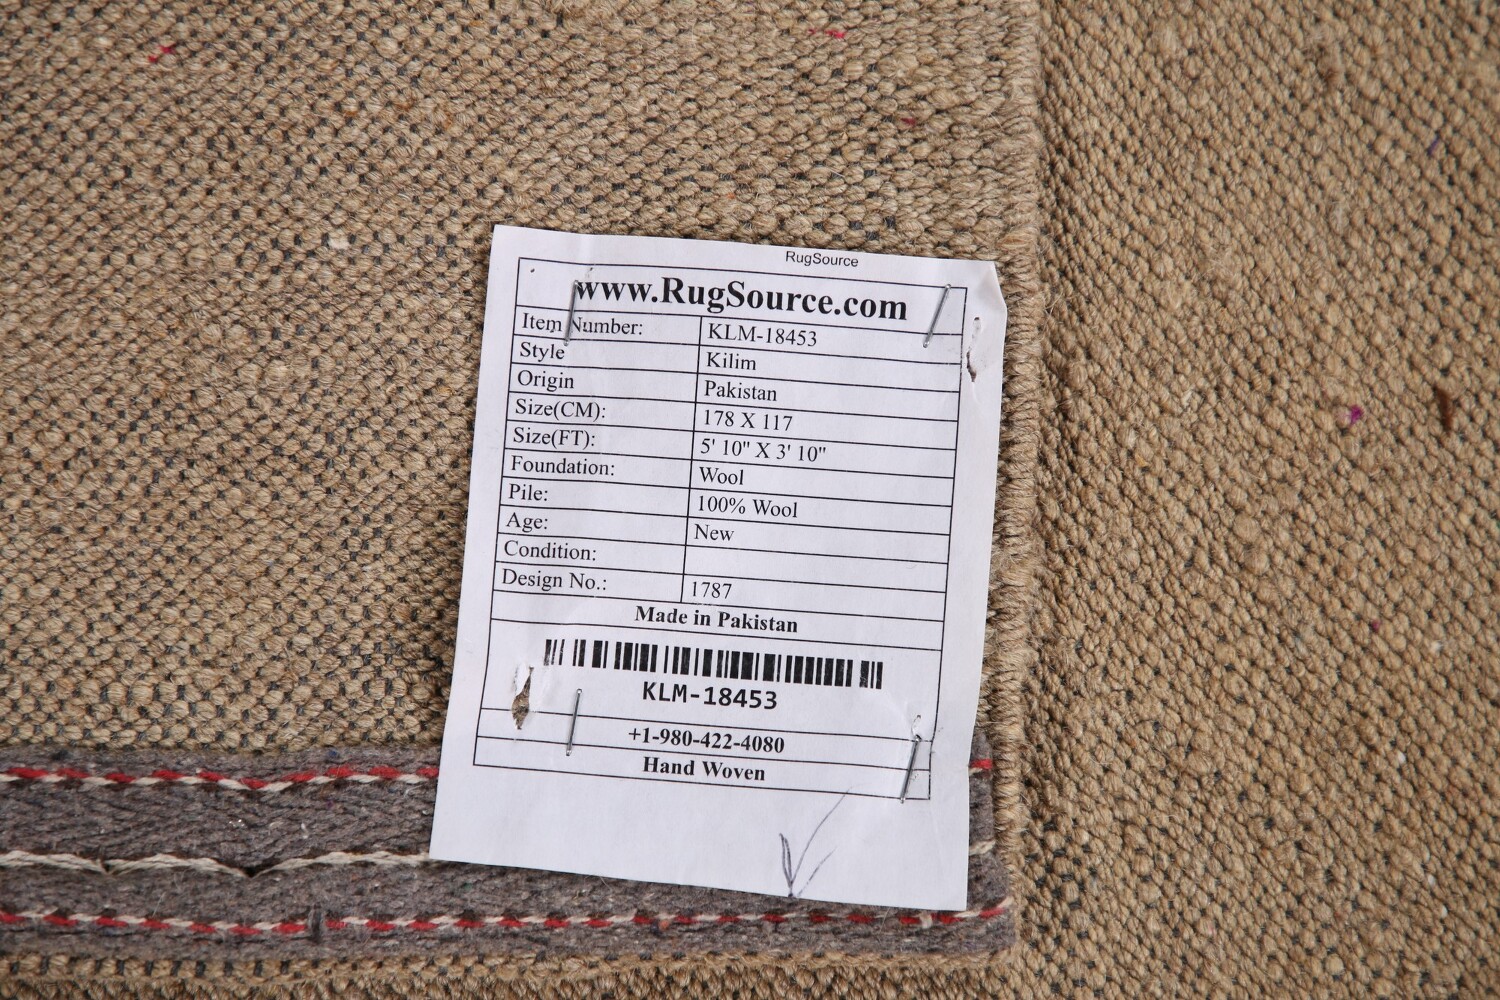 RugSource
www.RugSource.com
Item Number: KLM-18453
Style Kilim
Origin Pakistan
Size(CM): 178 X 117
Size(FT): 5' 10" X 3' 10"
Foundation: Wool
Pile: 100% Wool
Age: New
Condition:
Design No.: 1787
Made in Pakistan
KLM-18453
+1-980-422-4080
Hand Woven